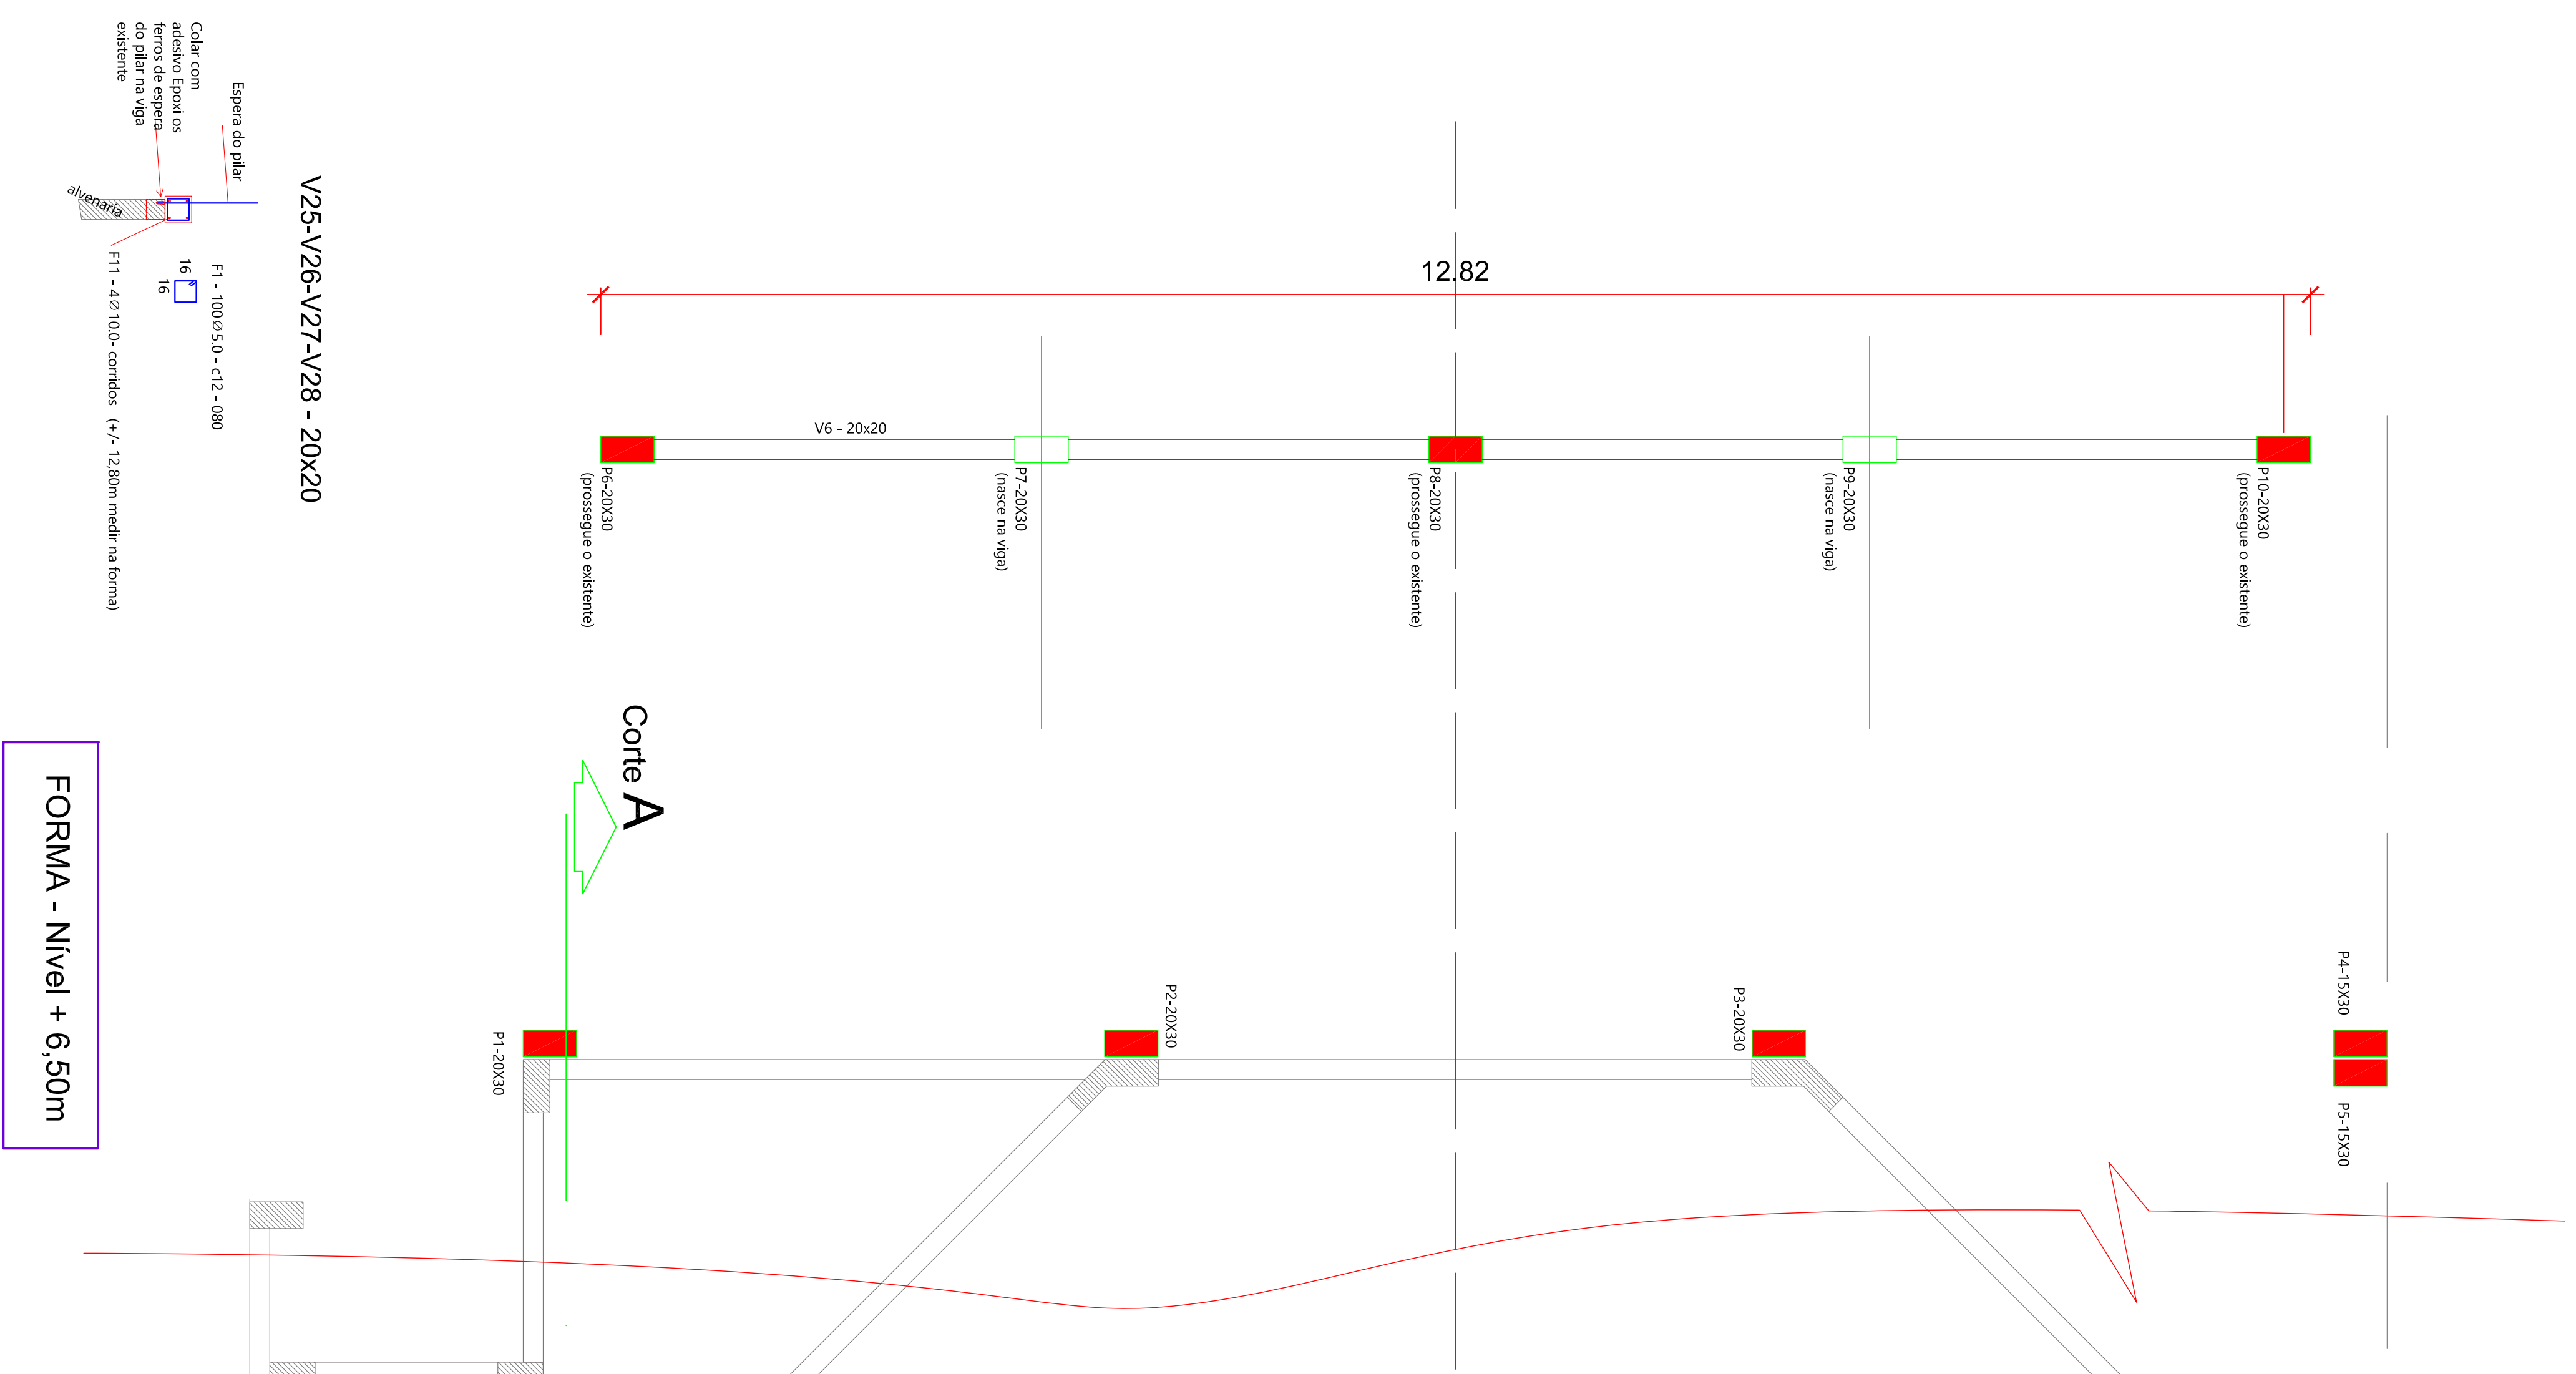 Colar com
adesivo Epoxi os
ferros de espera
do pilar na viga
existente
Espera do pilar
alvenaria
16
16
F1 - 100∅5.0 - c12 - 080
F11 - 4∅10.0- corridos (+/- 12,80m medir na forma)
V25-V26-V27-V28 - 20x20
12.82
V6 - 20x20
P6-20X30
(prossegue o existente)
P7-20X30
(nasce na viga)
P8-20X30
(prossegue o existente)
P9-20X30
(nasce na viga)
P10-20X30
(prossegue o existente)
Corte A
FORMA - Nível + 6,50m
P1-20X30
P2-20X30
P3-20X30
P4-15X30
P5-15X30